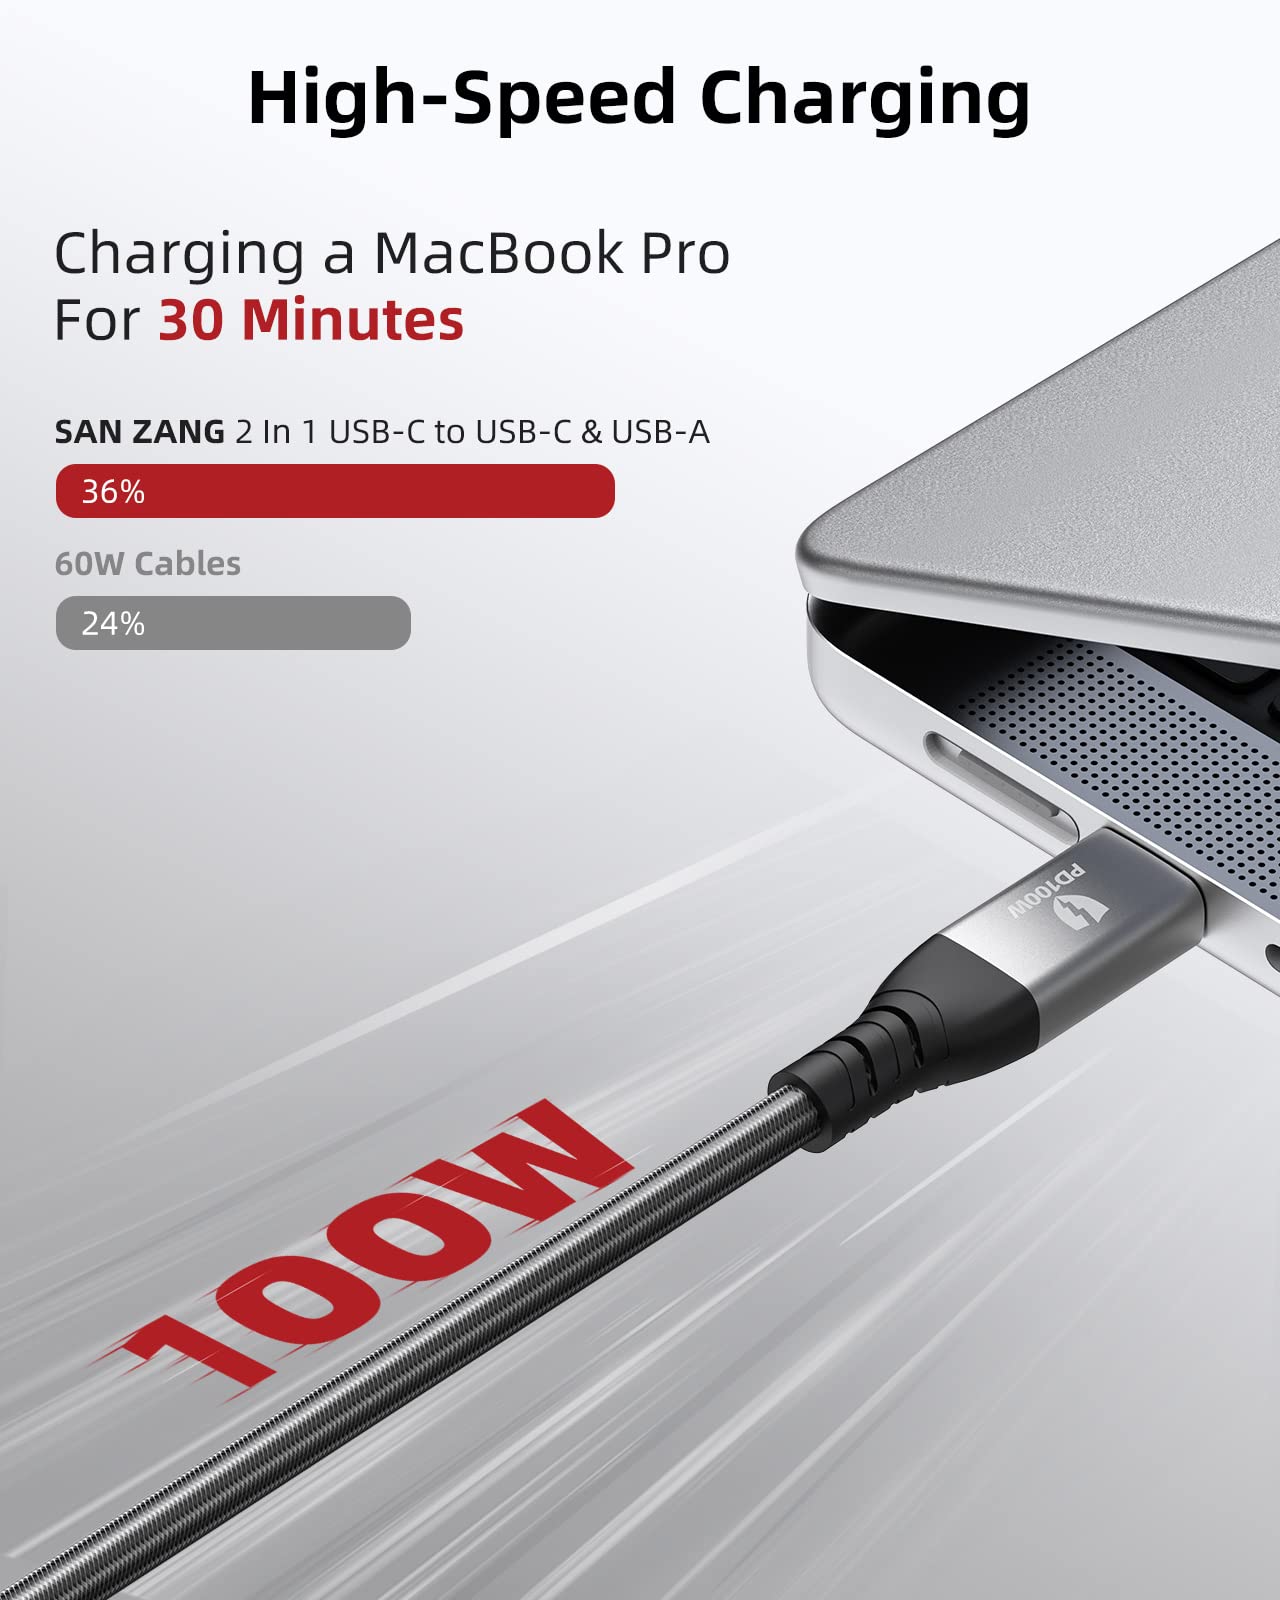 High-Speed Charging
Charging a MacBook Pro
For 30 Minutes
SAN ZANG 2 In 1 USB-C to USB-C & USB-A
36%
60W Cables
24%
PD100W
100W